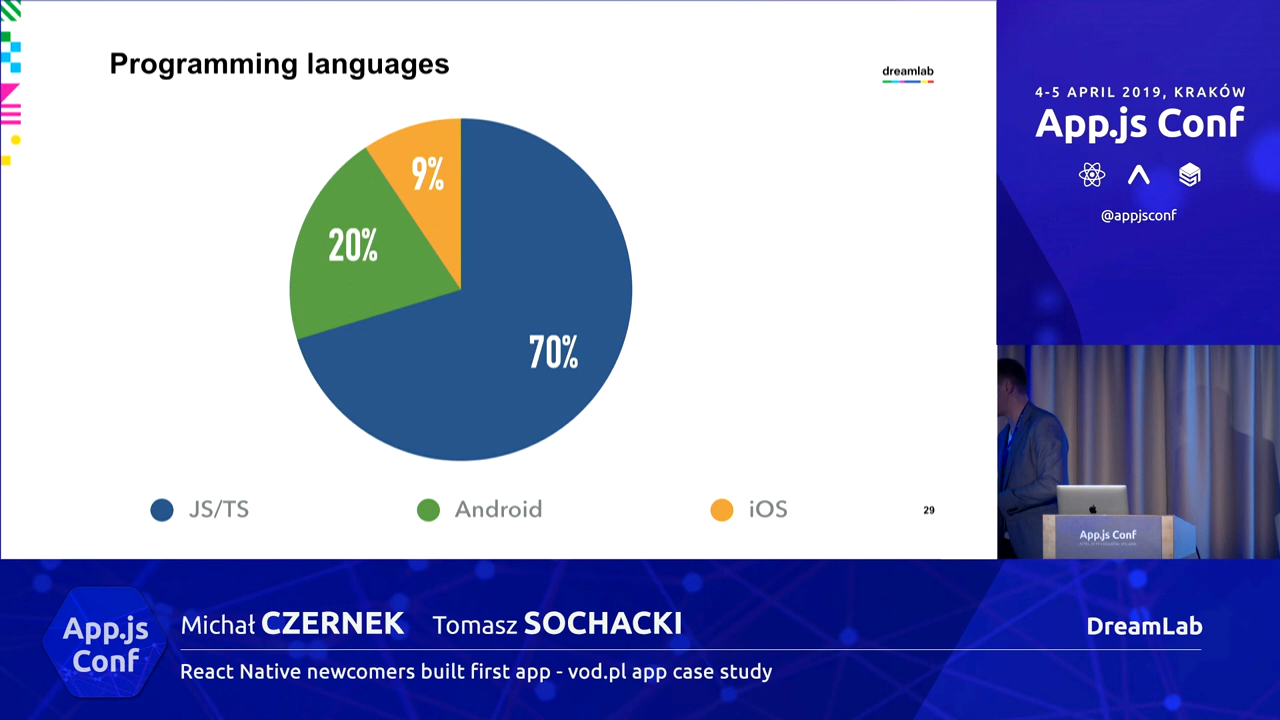 Programming languages
dreamlab
9%
20%
70%
JS/TS
Android
iOS
29
4-5 APRIL 2019, KRAKÓW
App.js Conf
@appjsconf
App.js Conf
App.js
Conf
Michał CZERNEK Tomasz SOCHACKI
DreamLab
React Native newcomers built first app - vod.pl app case study